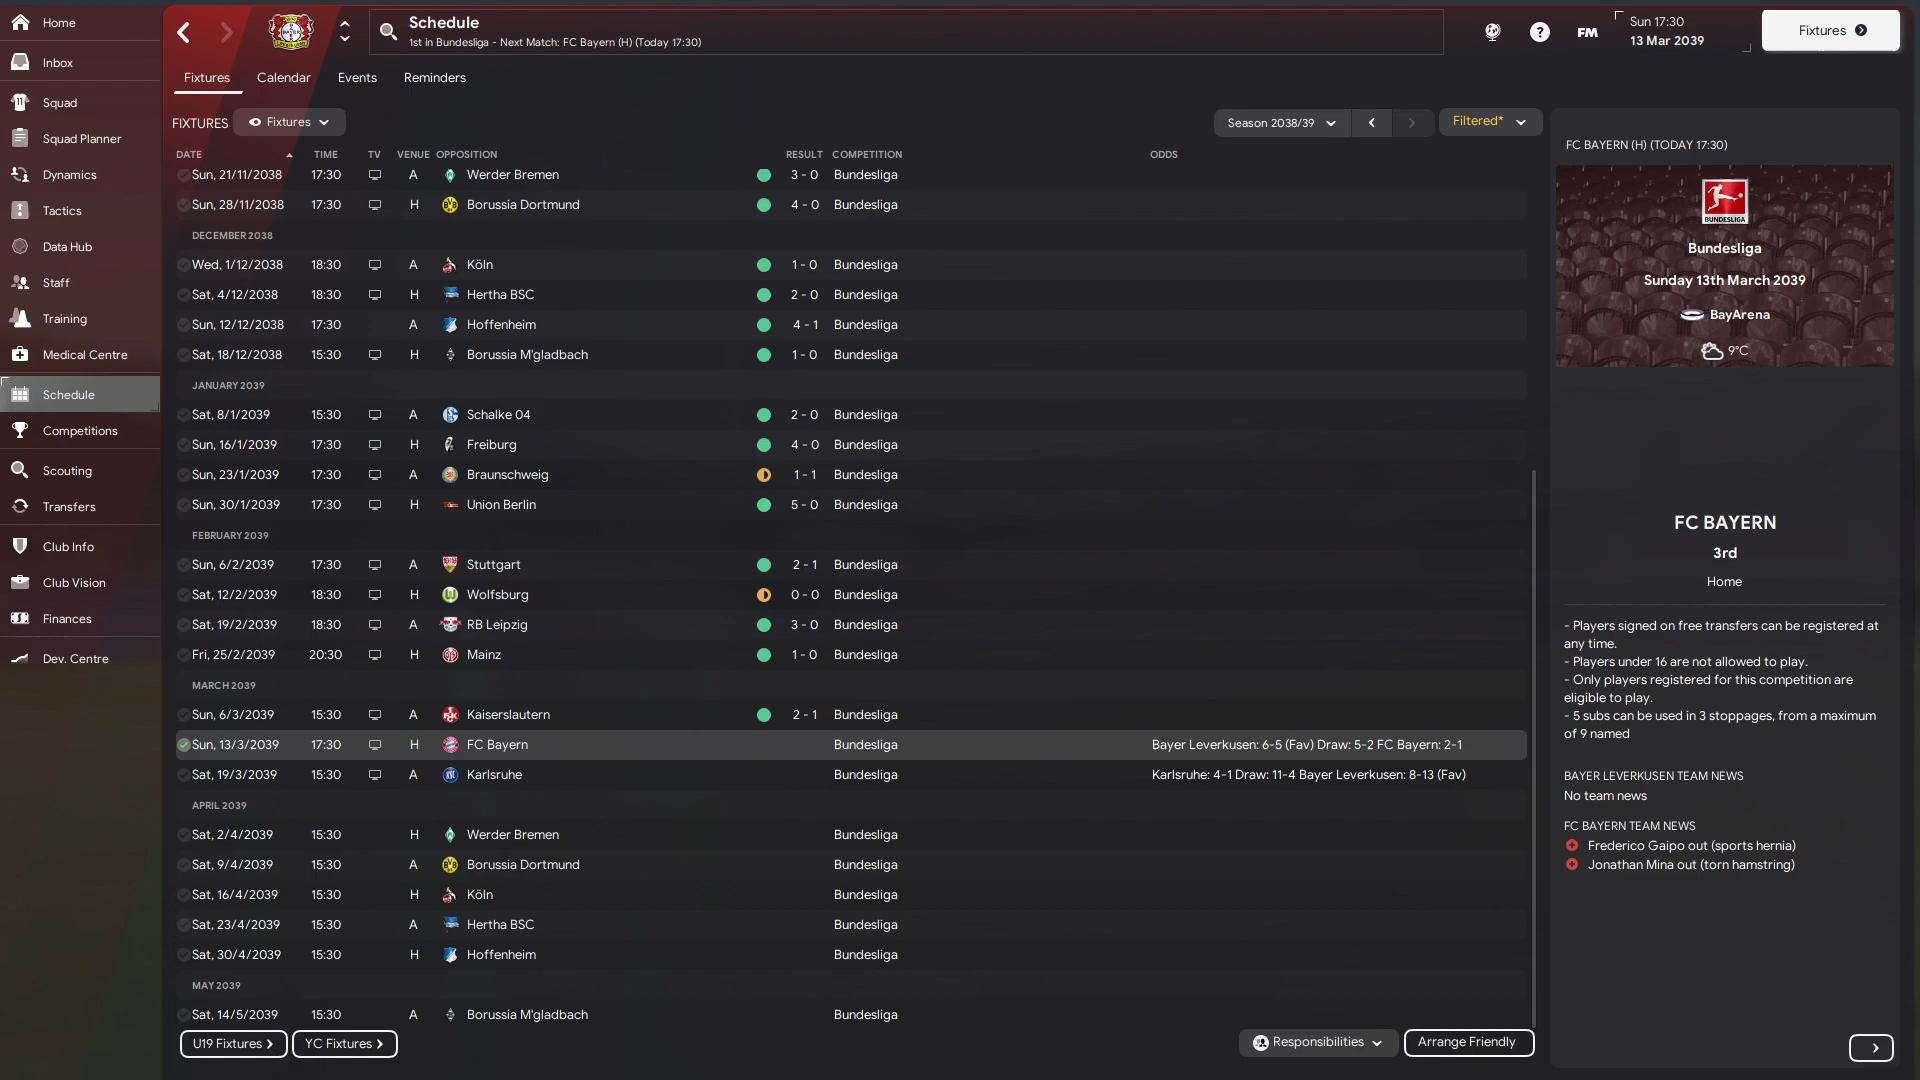 Home
Inbox
Squad
Squad Planner
Dynamics
Tactics
Data Hub
Staff
Training
Medical Centre
Schedule
Competitions
Scouting
Transfers
Club Info
Club Vision
Finances
Dev. Centre
Schedule
1st in Bundesliga - Next Match: FC Bayern (H) (Today 17:30)
FM
Sun 17:30
13 Mar 2039
Fixtures
Fixtures Calendar Events Reminders
FIXTURES Fixtures
Season 2038/39 Filtered*
DATE TIME TV VENUE OPPOSITION RESULT COMPETITION ODDS
Sun, 21/11/2038 17:30 A Werder Bremen 3 - 0 Bundesliga
Sun, 28/11/2038 17:30 H Borussia Dortmund 4 - 0 Bundesliga
DECEMBER 2038
Wed, 1/12/2038 18:30 A Köln 1 - 0 Bundesliga
Sat, 4/12/2038 18:30 H Hertha BSC 2 - 0 Bundesliga
Sun, 12/12/2038 17:30 A Hoffenheim 4 - 1 Bundesliga
Sat, 18/12/2038 15:30 H Borussia M'gladbach 1 - 0 Bundesliga
JANUARY 2039
Sat, 8/1/2039 15:30 A Schalke 04 2 - 0 Bundesliga
Sun, 16/1/2039 17:30 H Freiburg 4 - 0 Bundesliga
Sun, 23/1/2039 17:30 A Braunschweig 1 - 1 Bundesliga
Sun, 30/1/2039 17:30 H Union Berlin 5 - 0 Bundesliga
FEBRUARY 2039
Sun, 6/2/2039 17:30 A Stuttgart 2 - 1 Bundesliga
Sat, 12/2/2039 18:30 H Wolfsburg 0 - 0 Bundesliga
Sat, 19/2/2039 18:30 A RB Leipzig 3 - 0 Bundesliga
Fri, 25/2/2039 20:30 H Mainz 1 - 0 Bundesliga
MARCH 2039
Sun, 6/3/2039 15:30 A Kaiserslautern 2 - 1 Bundesliga
Sun, 13/3/2039 17:30 H FC Bayern Bundesliga Bayer Leverkusen: 6-5 (Fav) Draw: 5-2 FC Bayern: 2-1
Sat, 19/3/2039 15:30 A Karlsruhe Bundesliga Karlsruhe: 4-1 Draw: 11-4 Bayer Leverkusen: 8-13 (Fav)
APRIL 2039
Sat, 2/4/2039 15:30 H Werder Bremen Bundesliga
Sat, 9/4/2039 15:30 A Borussia Dortmund Bundesliga
Sat, 16/4/2039 15:30 H Köln Bundesliga
Sat, 23/4/2039 15:30 A Hertha BSC Bundesliga
Sat, 30/4/2039 15:30 H Hoffenheim Bundesliga
MAY 2039
Sat, 14/5/2039 15:30 A Borussia M'gladbach Bundesliga
U19 Fixtures YC Fixtures
Responsibilities Arrange Friendly
FC BAYERN (H) (TODAY 17:30)
BUNDESLIGA
Bundesliga
Sunday 13th March 2039
BayArena
9°C
FC BAYERN
3rd
Home
- Players signed on free transfers can be registered at
any time.
- Players under 16 are not allowed to play.
- Only players registered for this competition are
eligible to play.
- 5 subs can be used in 3 stoppages, from a maximum
of 9 named
BAYER LEVERKUSEN TEAM NEWS
No team news
FC BAYERN TEAM NEWS
Frederico Gaipo out (sports hernia)
Jonathan Mina out (torn hamstring)